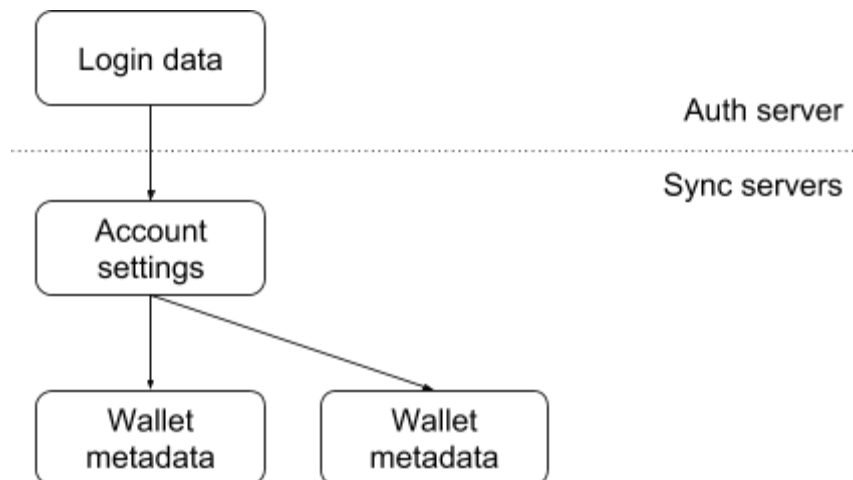 Login data
Auth server
Sync servers
Account
settings
Wallet
metadata
Wallet
metadata